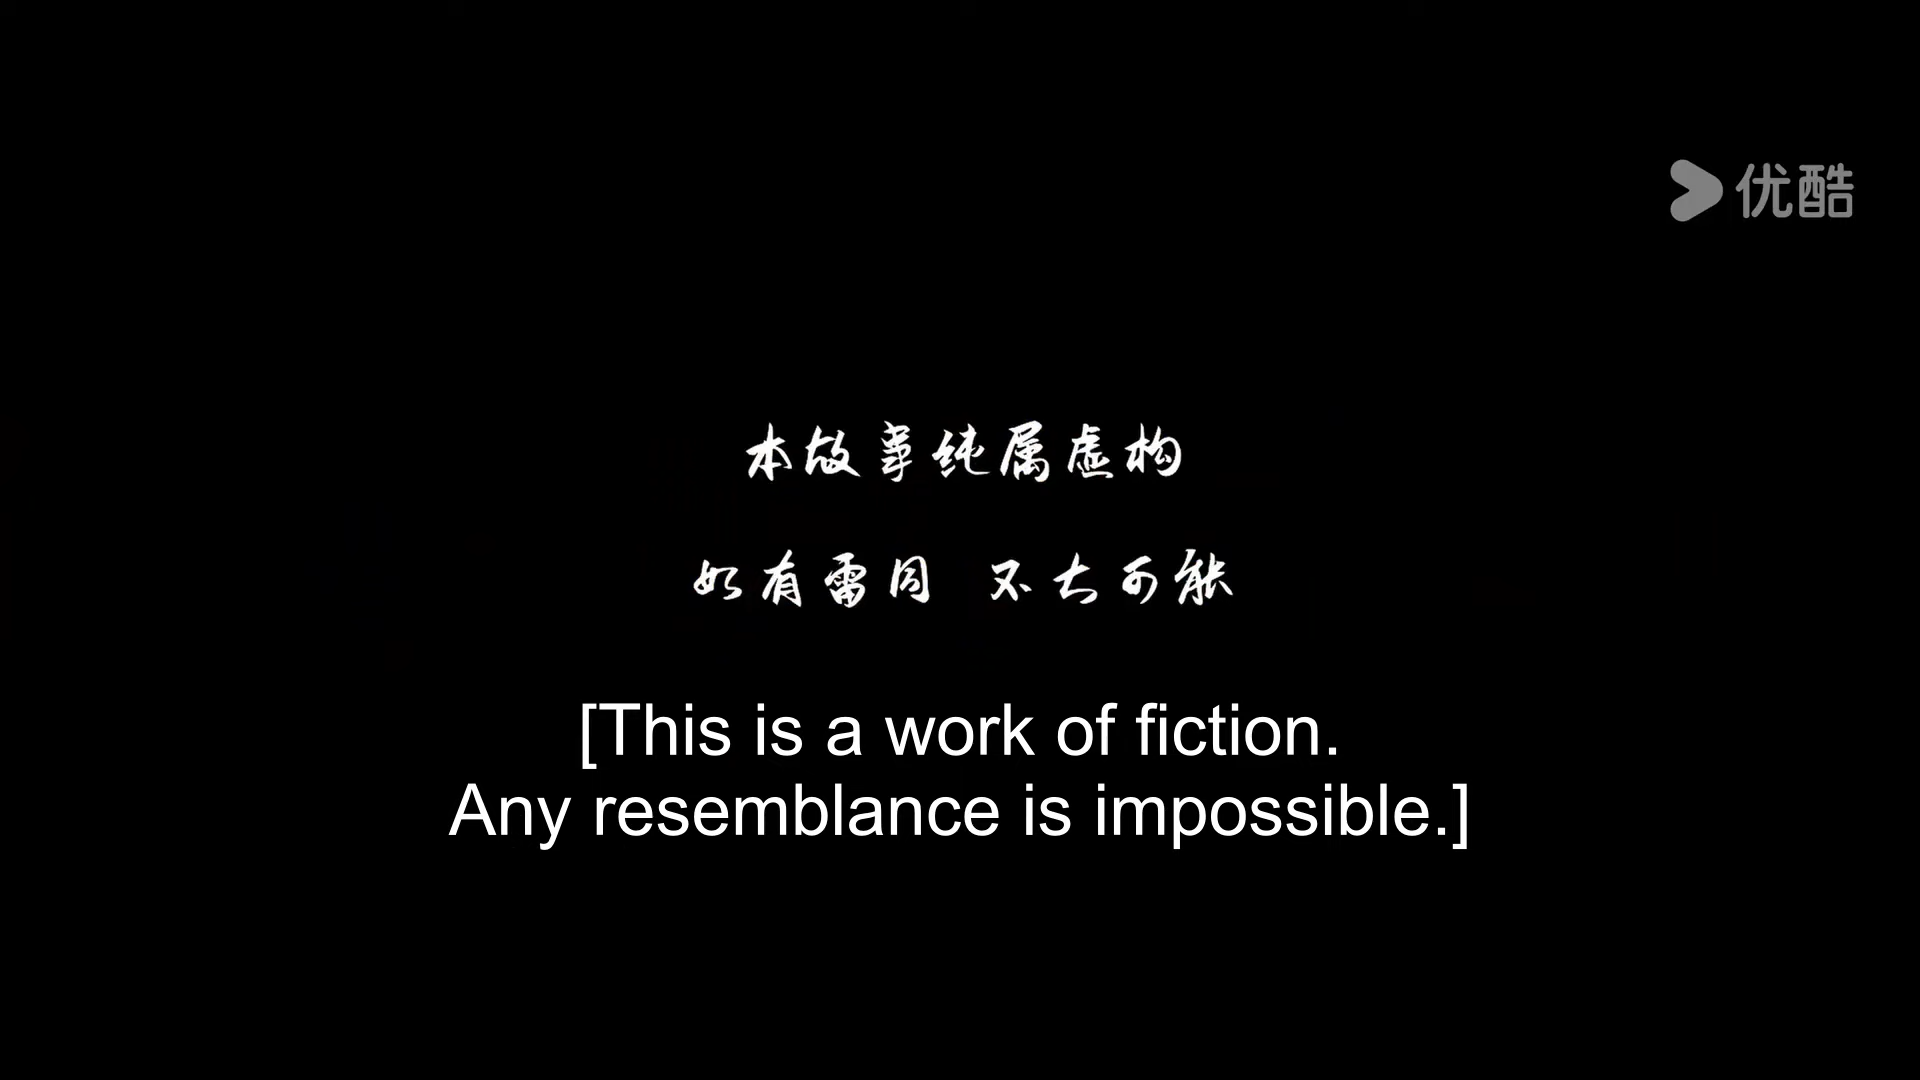 优酷
本故事纯属虚构
如有雷同 不大可能
[This is a work of fiction.
Any resemblance is impossible.]